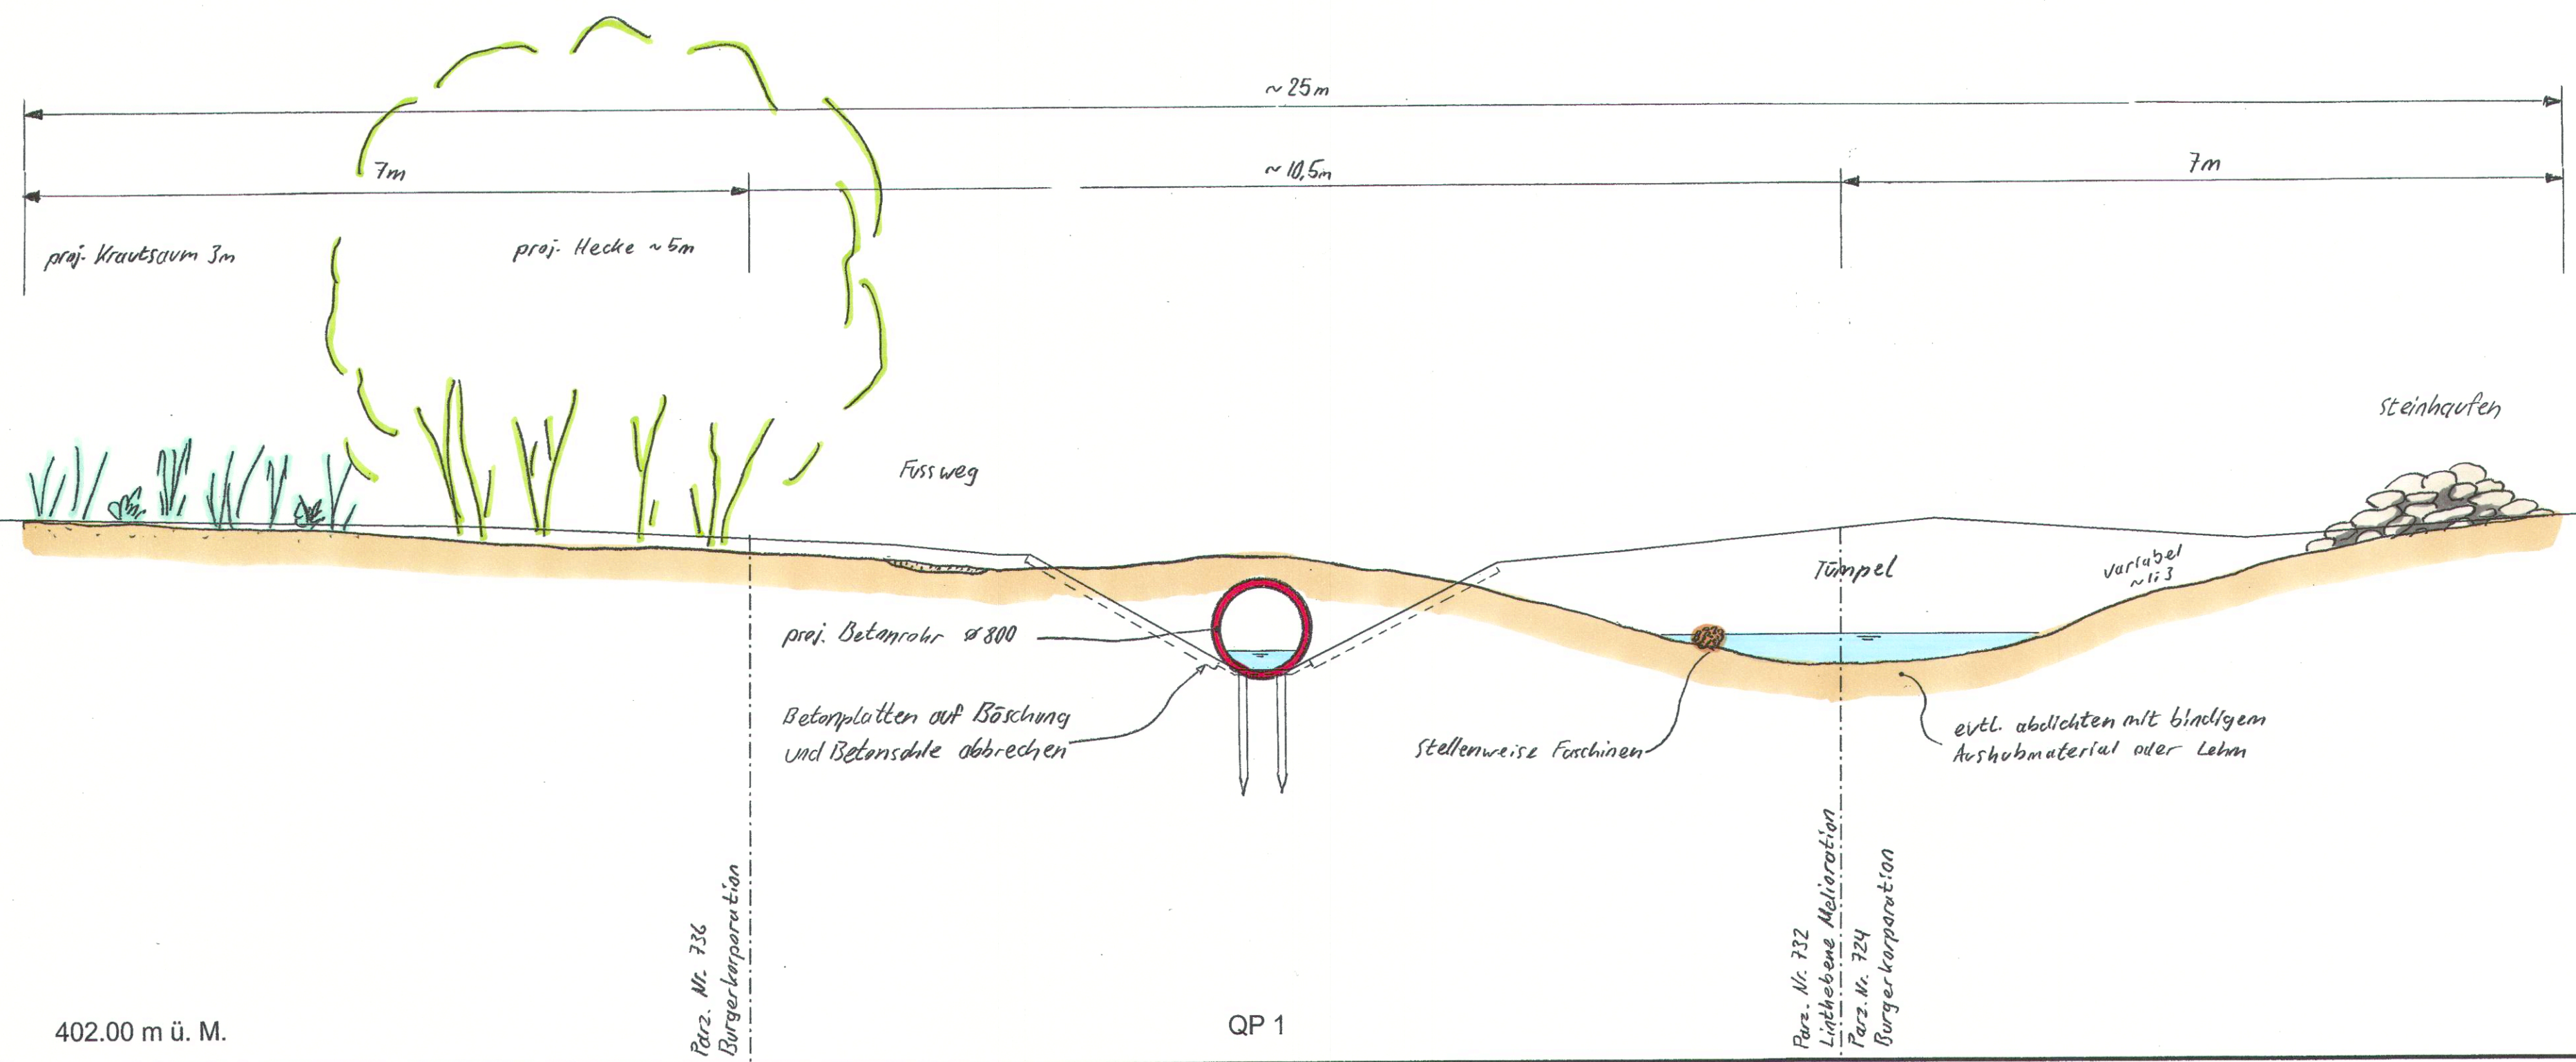 ~25m
7m
~10,5m
7m
proj. Krautsaum 3m
proj. Hecke ~5m
Steinhaufen
Fussweg
Tümpel
variabel
~1:3
proj. Betonrohr ø800
Betonplatten auf Böschung
und Betonsohle abbrechen
Stellenweise Faschinen
evtl. abdichten mit bindigem
Aushubmaterial oder Lehm
Parz. Nr. 736
Burgerkorporation
Parz. Nr. 732
Linthebene Melioration
Parz. Nr. 724
Burgerkorporation
402.00 m ü. M.
QP 1